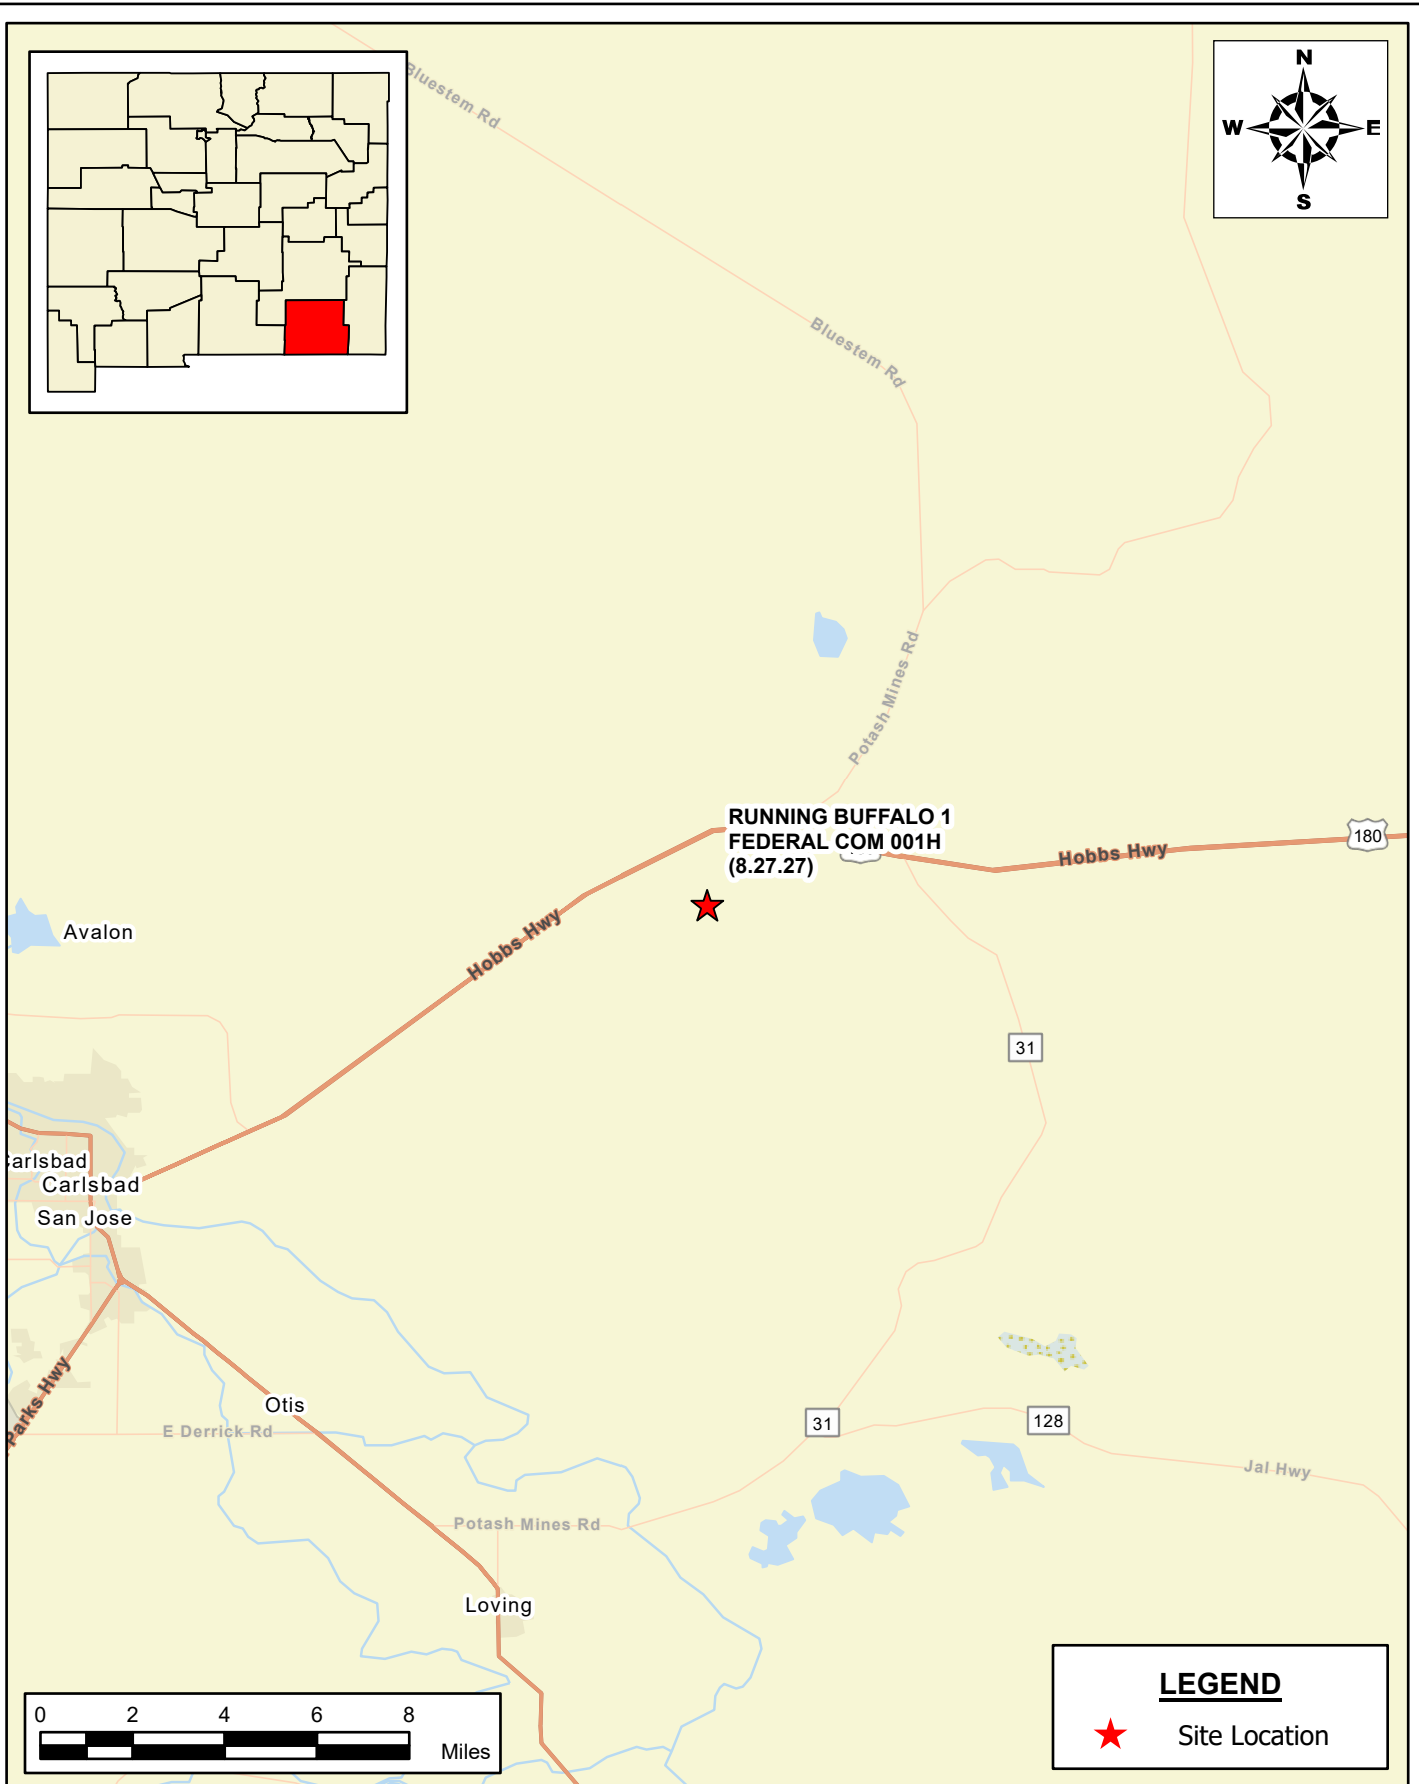 Bluestem Rd
N
W
E
S
Bluestem Rd
Potash Mines Rd
RUNNING BUFFALO 1
FEDERAL COM 001H
(8.27.27)
Hobbs Hwy
180
Hobbs Hwy
Avalon
31
Carlsbad
Carlsbad
San Jose
Parks Hwy
Otis
E Derrick Rd
31
128
Jal Hwy
Potash Mines Rd
Loving
0 2 4 6 8
Miles
LEGEND
Site Location